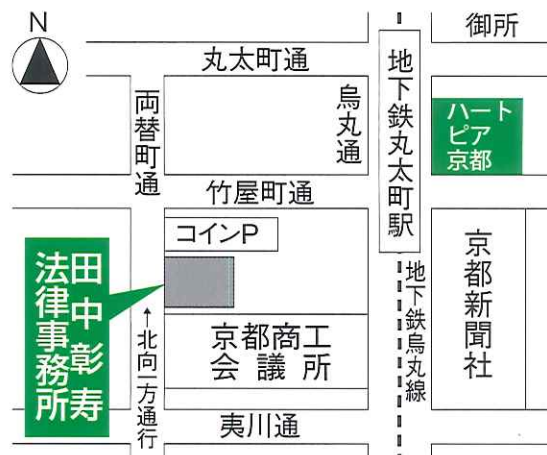 N
御所
丸太町通
両替町通
烏丸通
地下鉄丸太町駅
ハート
ピア
京都
竹屋町通
コインP
田中彰寿
法律事務所
↑北向一方通行
京都商工
会議所
地下鉄烏丸線
京都新聞社
夷川通